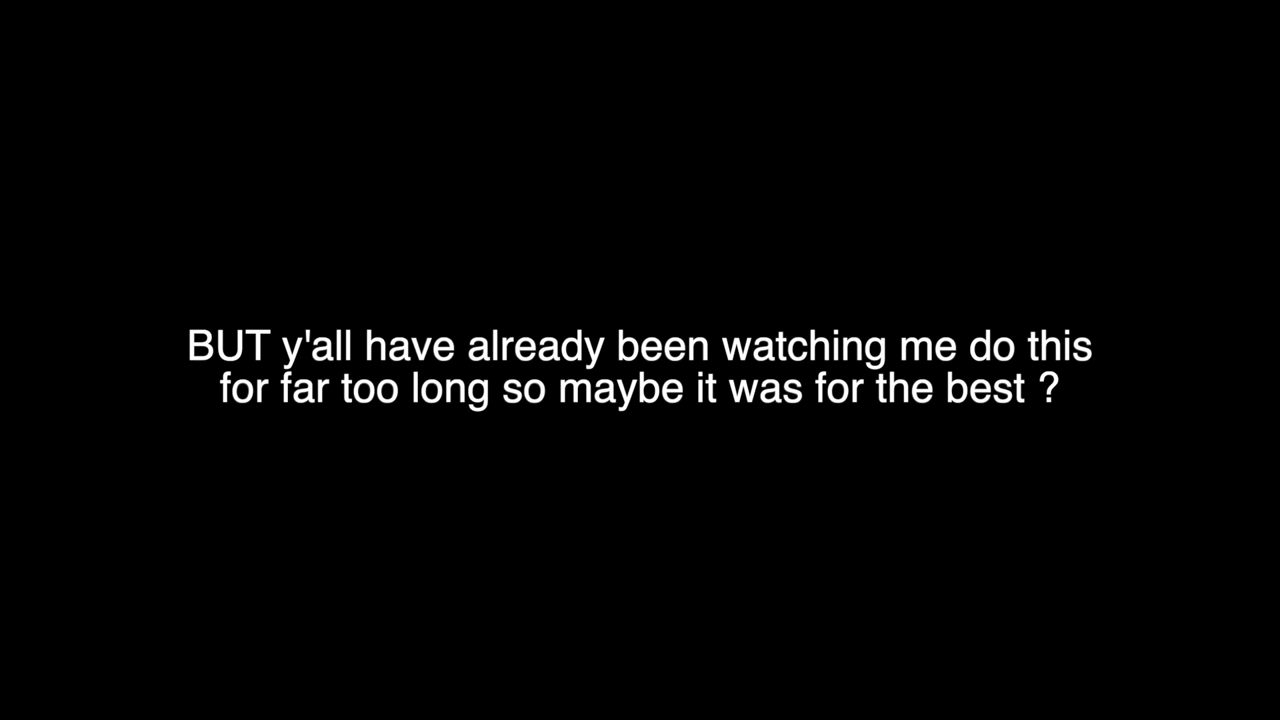 BUT y'all have already been watching me do this
for far too long so maybe it was for the best ?